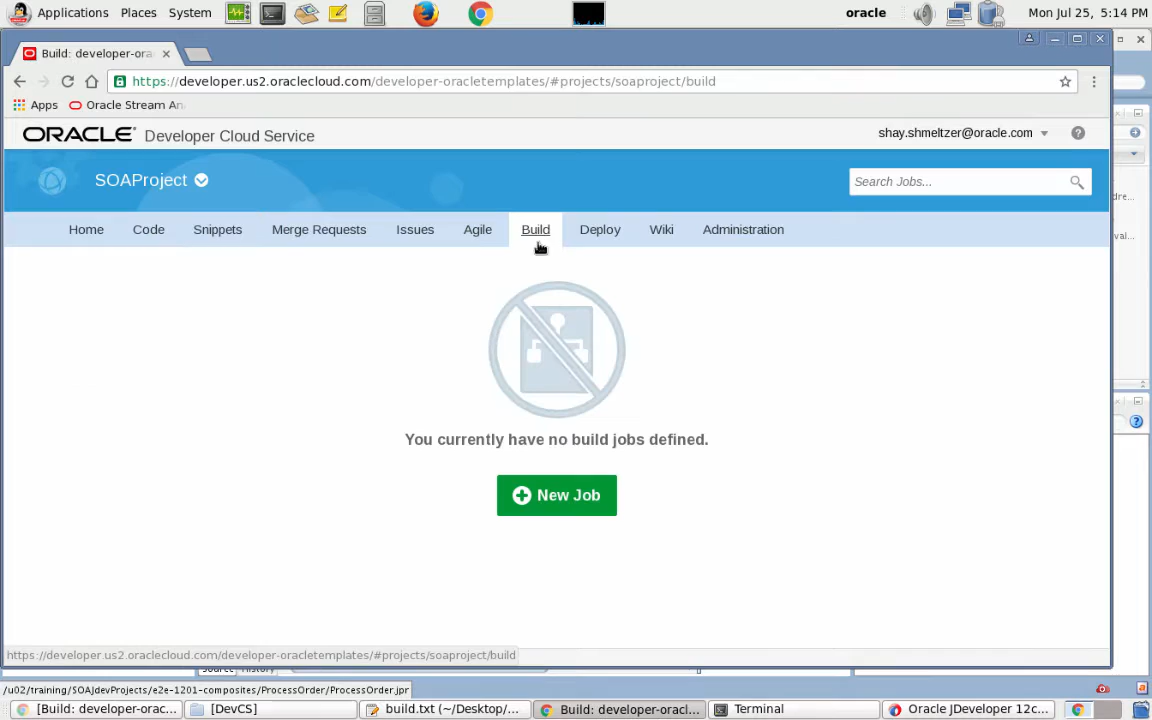 Applications Places System oracle Mon Jul 25, 5:14 PM
Build: developer-ora
https://developer.us2.oraclecloud.com/developer-oracletemplates/#projects/soaproject/build
Apps Oracle Stream An
ORACLE Developer Cloud Service shay.shmeltzer@oracle.com
SOAProject Search Jobs...
Home Code Snippets Merge Requests Issues Agile Build Deploy Wiki Administration
You currently have no build jobs defined.
New Job
https://developer.us2.oraclecloud.com/developer-oracletemplates/#projects/soaproject/build
/u02/training/SOAJdevProjects/e2e-1201-composites/ProcessOrder/ProcessOrder.jpr
[Build: developer-orac... [DevCS] build.txt (~/Desktop/... Build: developer-oracl... Terminal Oracle JDeveloper 12c...